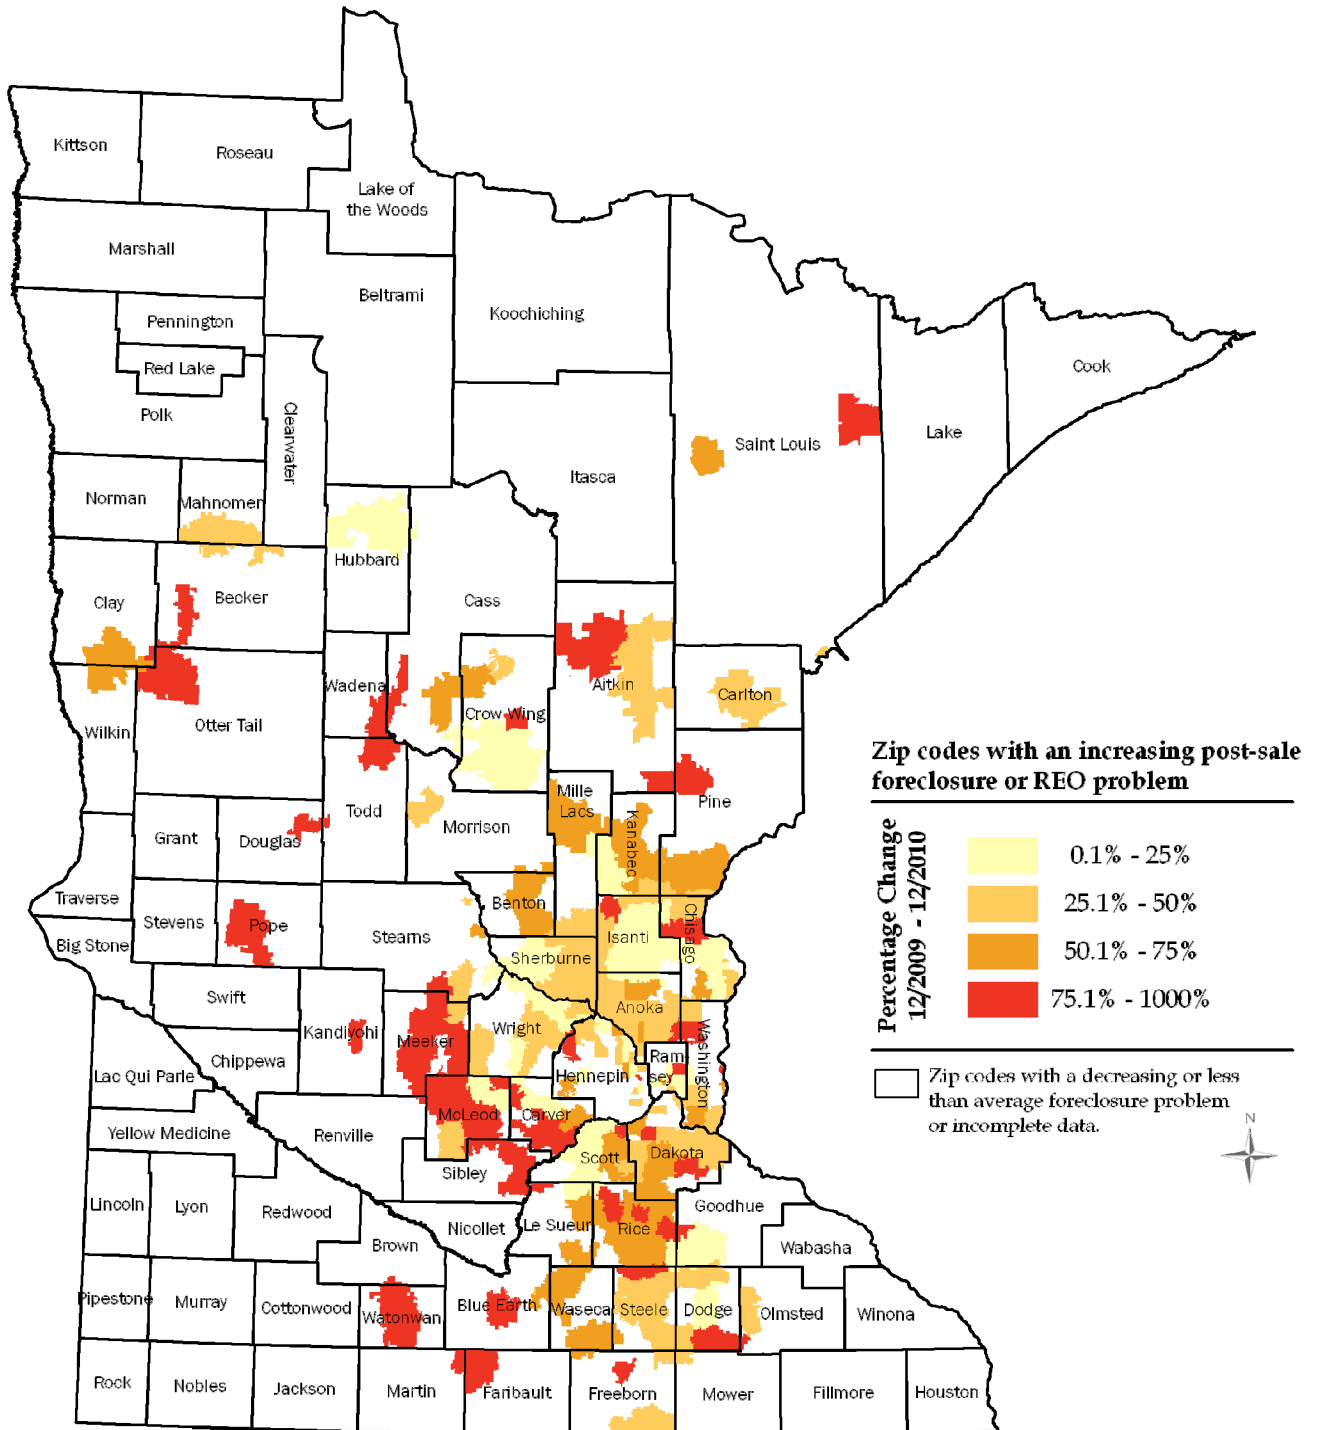 Kittson
Roseau
Lake of
the Woods
Marshall
Beltrami
Koochiching
Pennington
Red Lake
Polk
Clearwater
Cook
Lake
Saint Louis
Itasca
Norman
Mahnomen
Hubbard
Clay
Becker
Cass
Wadena
Aitkin
Carlton
Crow Wing
Otter Tail
Wilkin
Mille
Lacs
Kanabec
Pine
Todd
Morrison
Grant
Douglas
Traverse
Stevens
Pope
Benton
Stearns
Isanti
Chisago
Big Stone
Sherburne
Swift
Anoka
Kandiyohi
Meeker
Wright
Washington
Chippewa
Lac Qui Parle
Hennepin
Ram-
sey
McLeod
Carver
Yellow Medicine
Renville
Scott
Dakota
Sibley
Lincoln
Lyon
Redwood
Nicollet
Le Sueur
Rice
Goodhue
Brown
Wabasha
Pipestone
Murray
Cottonwood
Watonwan
Blue Earth
Waseca
Steele
Dodge
Olmsted
Winona
Rock
Nobles
Jackson
Martin
Faribault
Freeborn
Mower
Fillmore
Houston
Zip codes with an increasing post-sale
foreclosure or REO problem
Percentage Change
12/2009 - 12/2010
0.1% - 25%
25.1% - 50%
50.1% - 75%
75.1% - 1000%
Zip codes with a decreasing or less
than average foreclosure problem
or incomplete data.
N